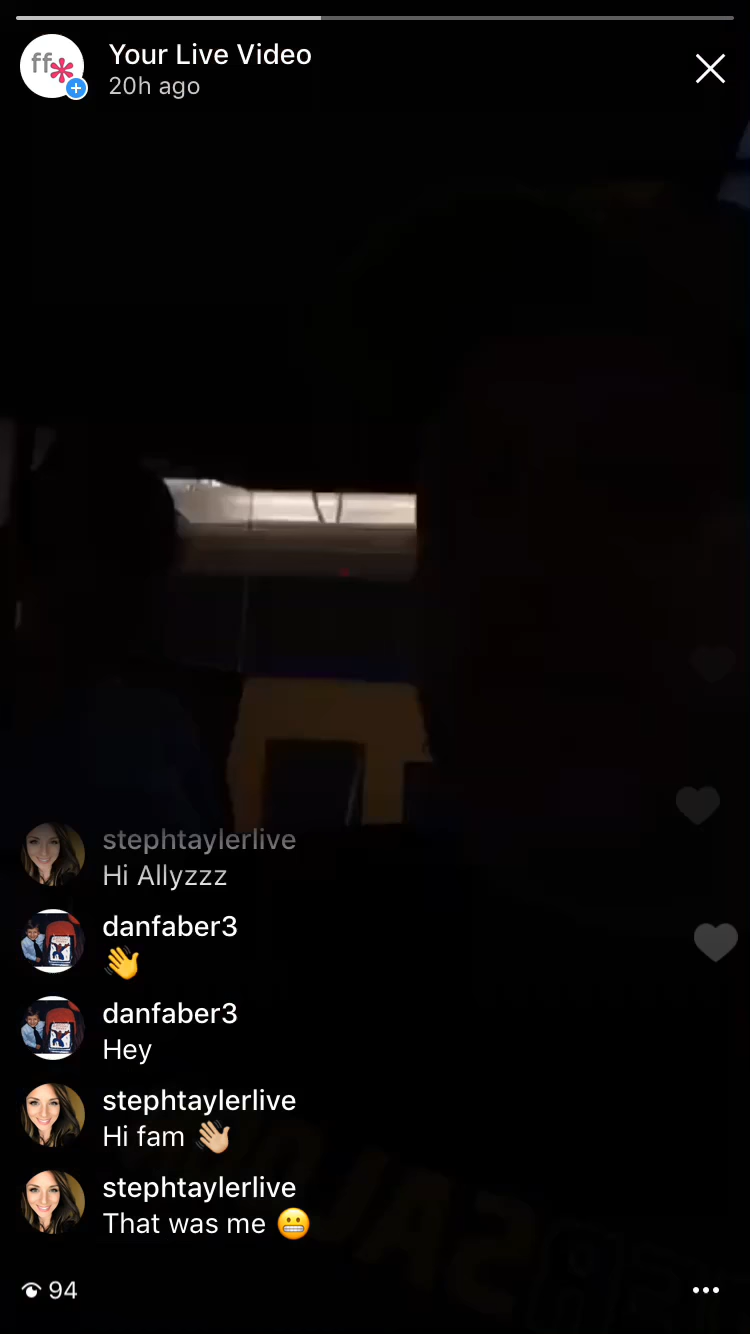 ff*
Your Live Video
20h ago
stephtaylerlive
Hi Allyzzz
danfaber3
👋
danfaber3
Hey
stephtaylerlive
Hi fam 👋🏼
stephtaylerlive
That was me 😬
94